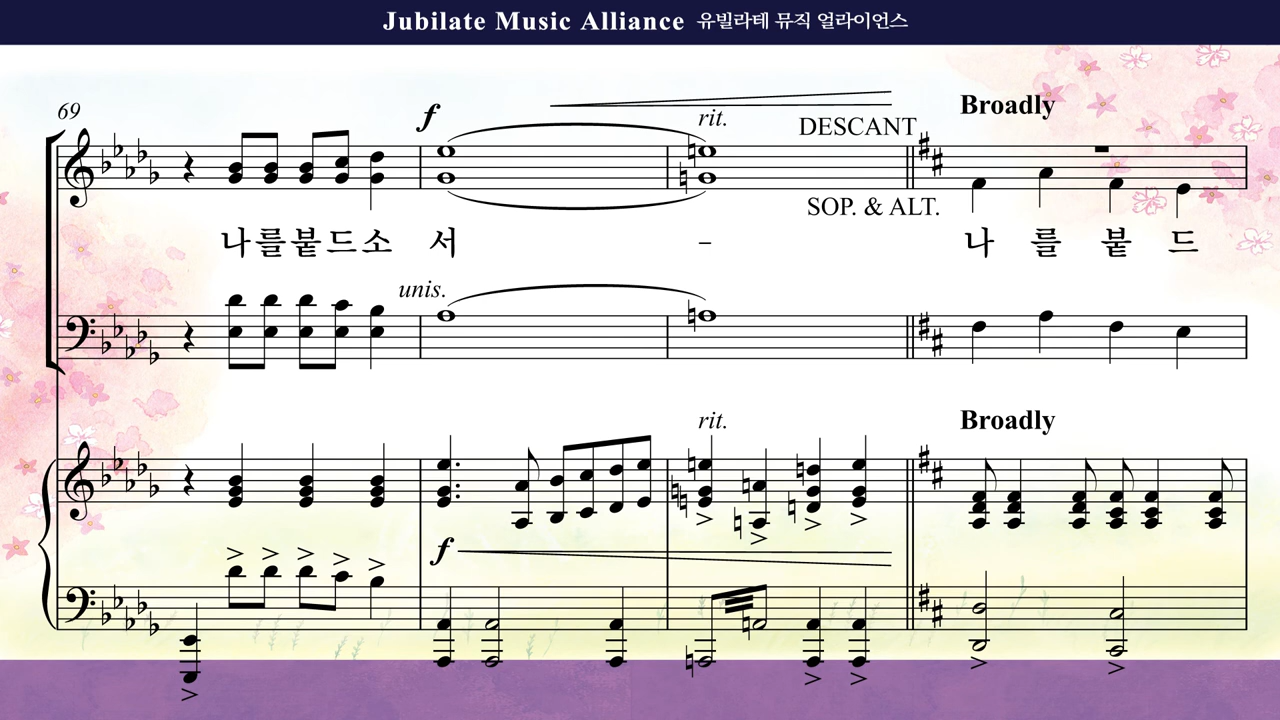 Jubilate Music Alliance 유빌라테 뮤직 얼라이언스
69
f
rit.
DESCANT
Broadly
SOP. & ALT.
나 를 붙 드 소 서 - 나 를 붙 드
unis.
rit.
Broadly
f